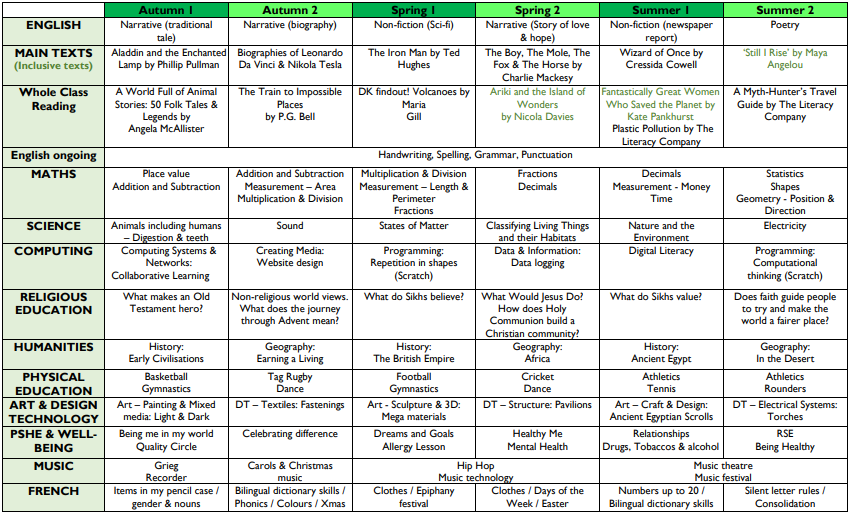 Autumn 1 Autumn 2 Spring 1 Spring 2 Summer 1 Summer 2
ENGLISH Narrative (traditional Narrative (biography) Non-fiction (Sci-fi) Narrative (Story of love Non-fiction (newspaper Poetry
tale) & hope) report)
MAIN TEXTS Aladdin and the Enchanted Biographies of Leonardo The Iron Man by Ted The Boy, The Mole, The Wizard of Once by ‘Still I Rise’ by Maya
(Inclusive texts) Lamp by Phillip Pullman Da Vinci & Nikola Tesla Hughes Fox & The Horse by Cressida Cowell Angelou
Charlie Mackesy
Whole Class A World Full of Animal The Train to Impossible DK findout! Volcanoes by Ariki and the Island of Fantastically Great Women A Myth-Hunter’s Travel
Reading Stories: 50 Folk Tales & Places Maria Wonders Who Saved the Planet by Guide by The Literacy
Legends by by P.G. Bell Gill by Nicola Davies Kate Pankhurst Company
Angela McAllister Plastic Pollution by The
Literacy Company
English ongoing Handwriting, Spelling, Grammar, Punctuation
MATHS Place value Addition and Subtraction Multiplication & Division Fractions Decimals Statistics
Addition and Subtraction Measurement – Area Measurement – Length & Decimals Measurement - Money Shapes
Multiplication & Division Perimeter Time Geometry - Position &
Fractions Direction
SCIENCE Animals including humans Sound States of Matter Classifying Living Things Nature and the Electricity
– Digestion & teeth and their Habitats Environment
COMPUTING Computing Systems & Creating Media: Programming: Data & Information: Digital Literacy Programming:
Networks: Website design Repetition in shapes Data logging Computational
Collaborative Learning (Scratch) thinking (Scratch)
RELIGIOUS What makes an Old Non-religious world views. What do Sikhs believe? What Would Jesus Do? What do Sikhs value? Does faith guide people
EDUCATION Testament hero? What does the journey How does Holy to try and make the
through Advent mean? Communion build a world a fairer place?
Christian community?
HUMANITIES History: Geography: History: Geography: History: Geography:
Early Civilisations Earning a Living The British Empire Africa Ancient Egypt In the Desert
PHYSICAL Basketball Tag Rugby Football Cricket Athletics Athletics
EDUCATION Gymnastics Dance Gymnastics Dance Tennis Rounders
ART & DESIGN Art – Painting & Mixed DT – Textiles: Fastenings Art - Sculpture & 3D: DT – Structure: Pavilions Art – Craft & Design: DT – Electrical Systems:
TECHNOLOGY media: Light & Dark Mega materials Ancient Egyptian Scrolls Torches
PSHE & WELL- Being me in my world Celebrating difference Dreams and Goals Healthy Me Relationships RSE
BEING Quality Circle Allergy Lesson Mental Health Drugs, Tobaccos & alcohol Being Healthy
MUSIC Grieg Carols & Christmas Hip Hop Music theatre
Recorder music Music technology Music festival
FRENCH Items in my pencil case / Bilingual dictionary skills / Clothes / Epiphany Clothes / Days of the Numbers up to 20 / Silent letter rules /
gender & nouns Phonics / Colours / Xmas festival Week / Easter Bilingual dictionary skills Consolidation